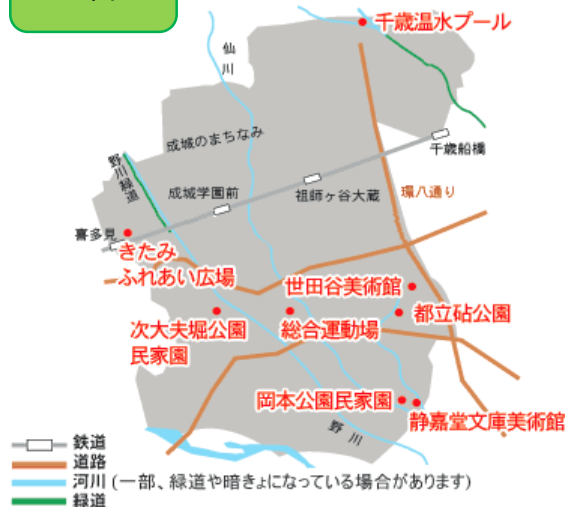 千歳温水プール
仙川
成城のまちなみ
千歳船橋
野川緑道
成城学園前
祖師ヶ谷大蔵
環八通り
喜多見
きたみ
ふれあい広場
世田谷美術館
都立砧公園
次大夫堀公園
民家園
総合運動場
岡本公園民家園
静嘉堂文庫美術館
野川
鉄道
道路
河川 (一部、緑道や暗きょになっている場合があります)
緑道